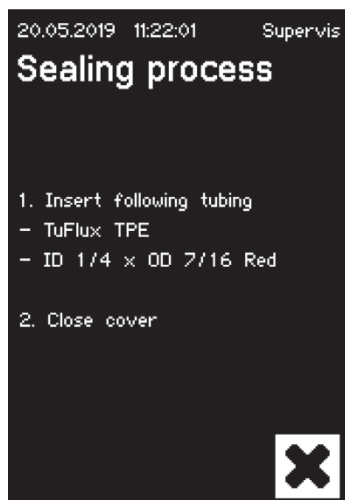 20.05.2019 11:22:01 Supervis
Sealing process
1. Insert following tubing
- TuFlux TPE
- ID 1/4 x OD 7/16 Red
2. Close cover